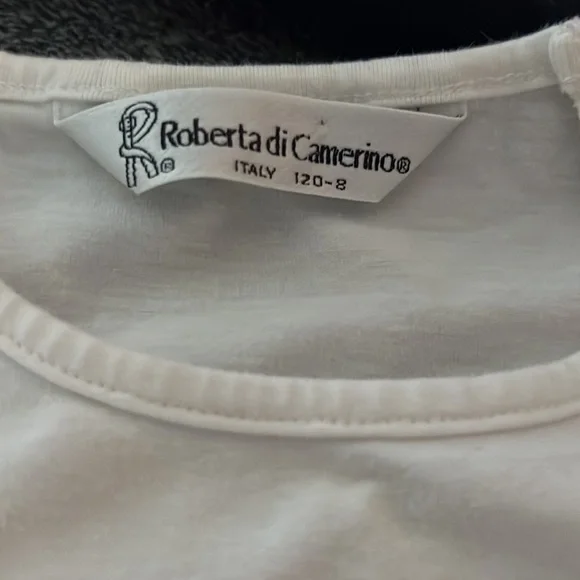 R® Roberta di Camerino®
ITALY 120-8